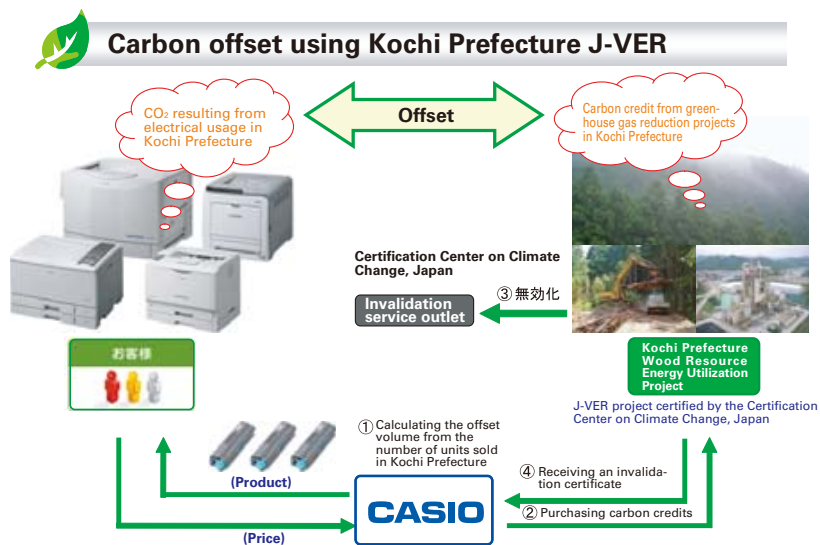 Carbon offset using Kochi Prefecture J-VER
CO₂ resulting from
electrical usage in
Kochi Prefecture
Offset
Carbon credit from green-
house gas reduction projects
in Kochi Prefecture
Certification Center on Climate
Change, Japan
Invalidation
service outlet
③ 無効化
お客様
Kochi Prefecture
Wood Resource
Energy Utilization
Project
J-VER project certified by the Certification
Center on Climate Change, Japan
① Calculating the offset
volume from the
number of units sold
in Kochi Prefecture
(Product)
④ Receiving an invalida-
tion certificate
CASIO
② Purchasing carbon credits
(Price)